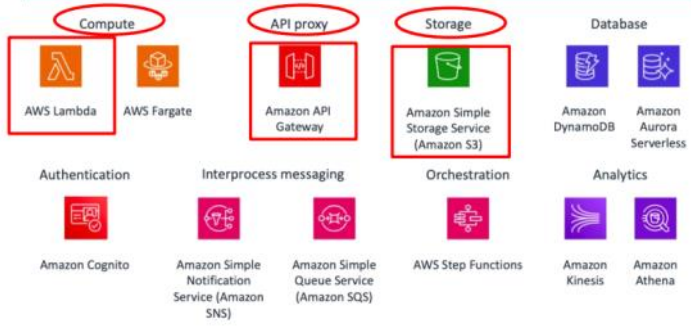 Compute
API proxy
Storage
Database
AWS Lambda
AWS Fargate
Amazon API
Gateway
Amazon Simple
Storage Service
(Amazon S3)
Amazon
DynamoDB
Amazon
Aurora
Serverless
Authentication
Interprocess messaging
Orchestration
Analytics
Amazon Cognito
Amazon Simple
Notification
Service (Amazon
SNS)
Amazon Simple
Queue Service
(Amazon SQS)
AWS Step Functions
Amazon
Kinesis
Amazon
Athena